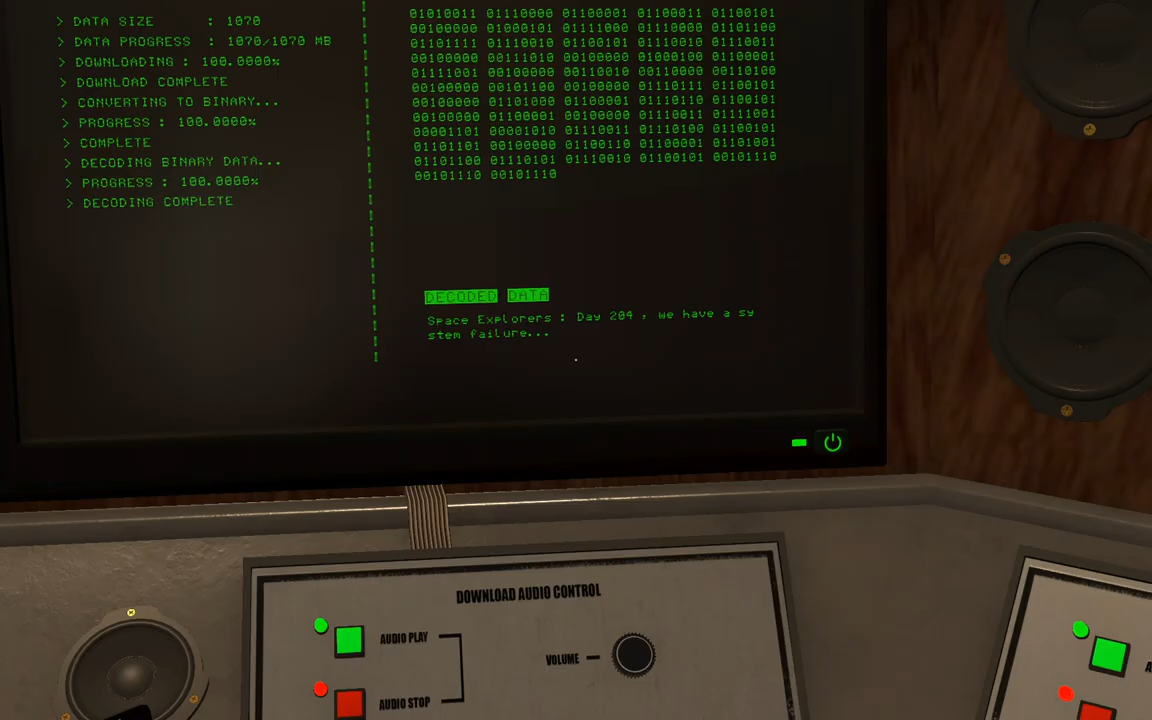 > DATA SIZE : 1070
> DATA PROGRESS : 1070/1070 MB
> DOWNLOADING : 100.0000%
> DOWNLOAD COMPLETE
> CONVERTING TO BINARY...
> PROGRESS : 100.0000%
> COMPLETE
> DECODING BINARY DATA...
> PROGRESS : 100.0000%
> DECODING COMPLETE
01010011 01110000 01100001 01100011 01100101
00100000 01000101 01111000 01110000 01101100
01101111 01110010 01100101 01110010 01110011
00100000 00111010 00100000 01000100 01100001
01111001 00100000 00110010 00110000 00110100
00100000 00101100 00100000 01110111 01100101
00100000 01101000 01100001 01110110 01100101
00100000 01100001 00100000 01110011 01111001
00001101 00001010 01110011 01110100 01100101
01101101 00100000 01100110 01100001 01101001
01101100 01110101 01110010 01100101 00101110
00101110 00101110
DECODED DATA
Space Explorers : Day 204 , we have a sy
stem failure...
DOWNLOAD AUDIO CONTROL
AUDIO PLAY
VOLUME
AUDIO STOP